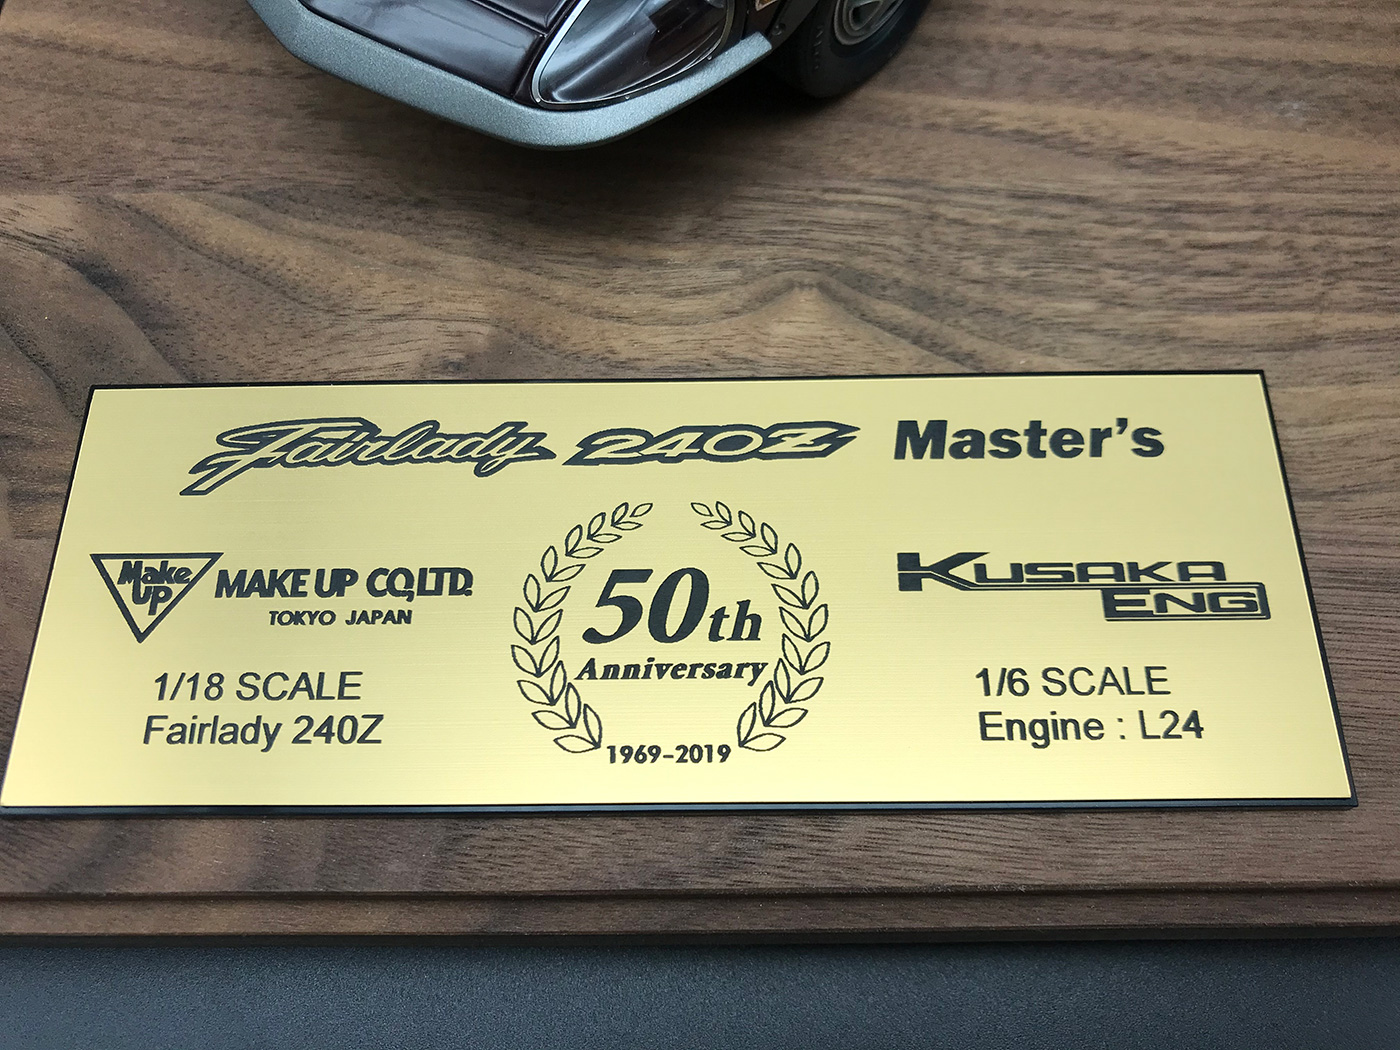 Fairlady 240Z Master's
Make up
MAKE UP CO.,LTD.
TOKYO JAPAN
1/18 SCALE
Fairlady 240Z
50th
Anniversary
1969-2019
KUSAKA
ENG
1/6 SCALE
Engine : L24